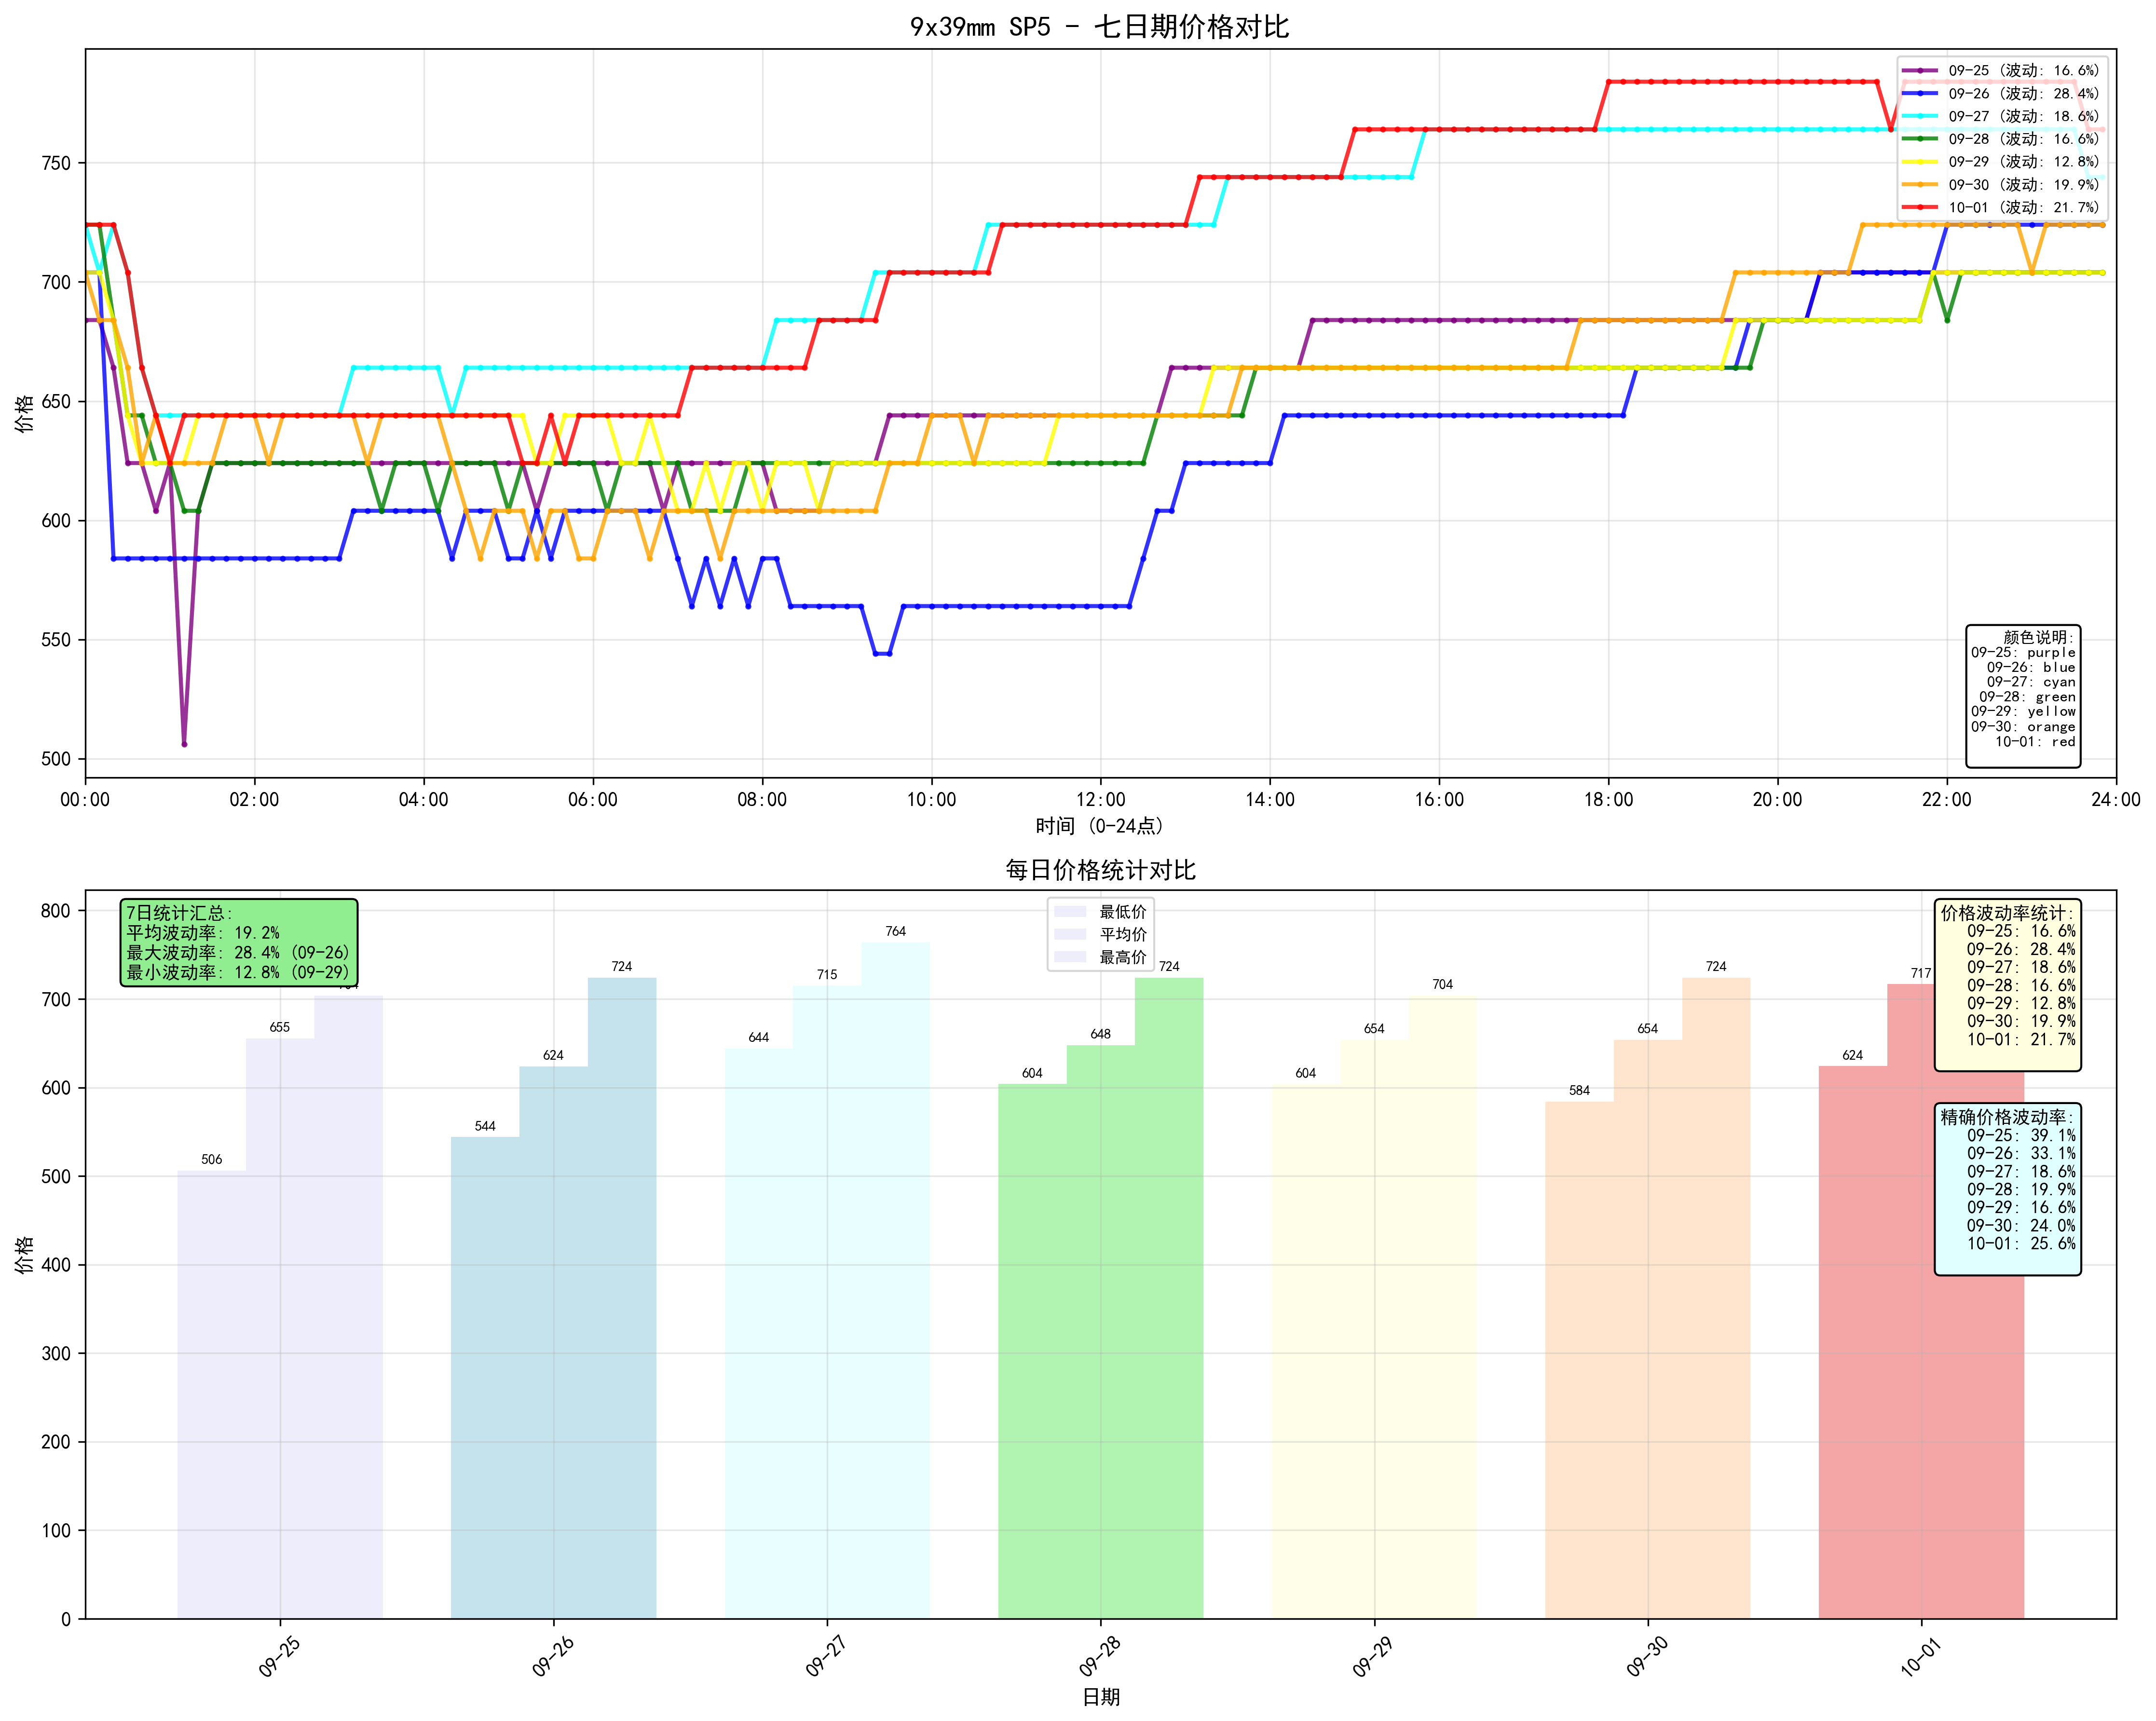 9x39mm SP5 - 七日期价格对比
价格
750
700
650
600
550
500
00:00 02:00 04:00 06:00 08:00 10:00 12:00 14:00 16:00 18:00 20:00 22:00 24:00
时间 (0-24点)
09-25 (波动: 16.6%)
09-26 (波动: 28.4%)
09-27 (波动: 18.6%)
09-28 (波动: 16.6%)
09-29 (波动: 12.8%)
09-30 (波动: 19.9%)
10-01 (波动: 21.7%)
颜色说明:
09-25: purple
09-26: blue
09-27: cyan
09-28: green
09-29: yellow
09-30: orange
10-01: red
每日价格统计对比
价格
800
700
600
500
400
300
200
100
0
7日统计汇总:
平均波动率: 19.2%
最大波动率: 28.4% (09-26)
最小波动率: 12.8% (09-29)
最低价
平均价
最高价
506
655
544
624
724
644
715
764
604
648
724
604
654
704
584
654
724
624
717
价格波动率统计:
09-25: 16.6%
09-26: 28.4%
09-27: 18.6%
09-28: 16.6%
09-29: 12.8%
09-30: 19.9%
10-01: 21.7%
精确价格波动率:
09-25: 39.1%
09-26: 33.1%
09-27: 18.6%
09-28: 19.9%
09-29: 16.6%
09-30: 24.0%
10-01: 25.6%
09-25 09-26 09-27 09-28 09-29 09-30 10-01
日期